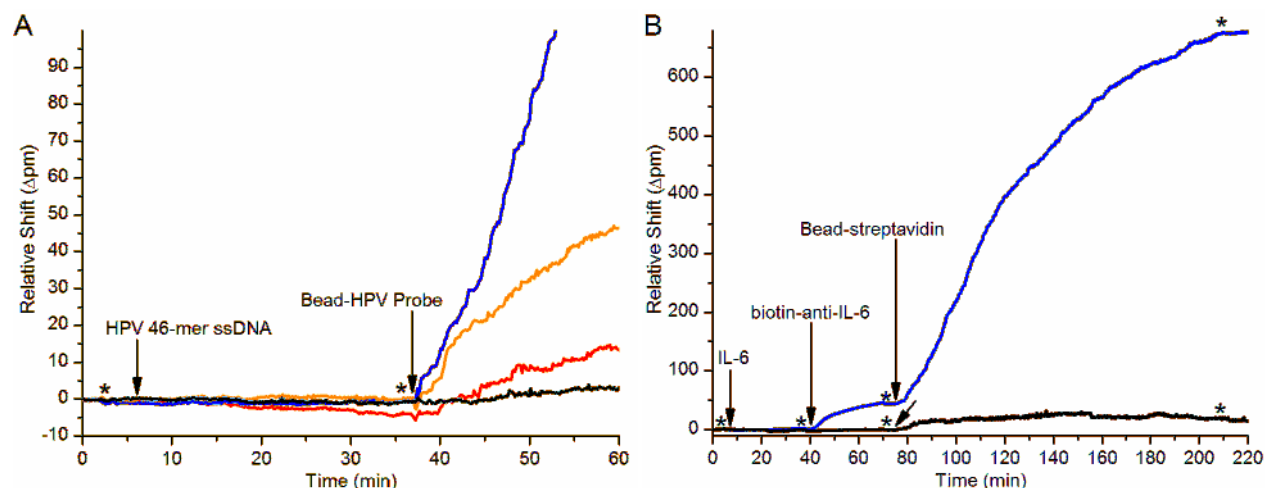 A
Relative Shift (Δpm)
90
80
70
60
50
40
30
20
10
0
-10
Bead-HPV Probe
HPV 46-mer ssDNA
* *
0 10 20 30 40 50 60
Time (min)
B
Relative Shift (Δpm)
600
500
400
300
200
100
0
*
Bead-streptavidin
biotin-anti-IL-6
IL-6
*
* * * *
0 20 40 60 80 100 120 140 160 180 200 220
Time (min)